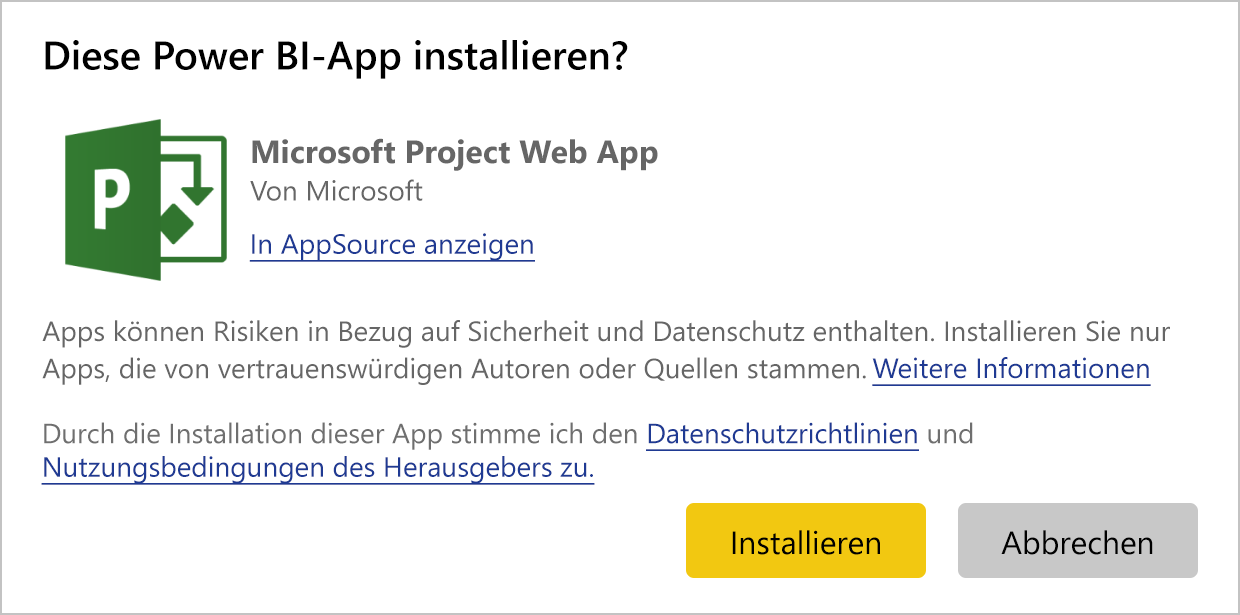 Diese Power BI-App installieren?
P
Microsoft Project Web App
Von Microsoft
In AppSource anzeigen
Apps können Risiken in Bezug auf Sicherheit und Datenschutz enthalten. Installieren Sie nur
Apps, die von vertrauenswürdigen Autoren oder Quellen stammen. Weitere Informationen
Durch die Installation dieser App stimme ich den Datenschutzrichtlinien und
Nutzungsbedingungen des Herausgebers zu.
Installieren
Abbrechen